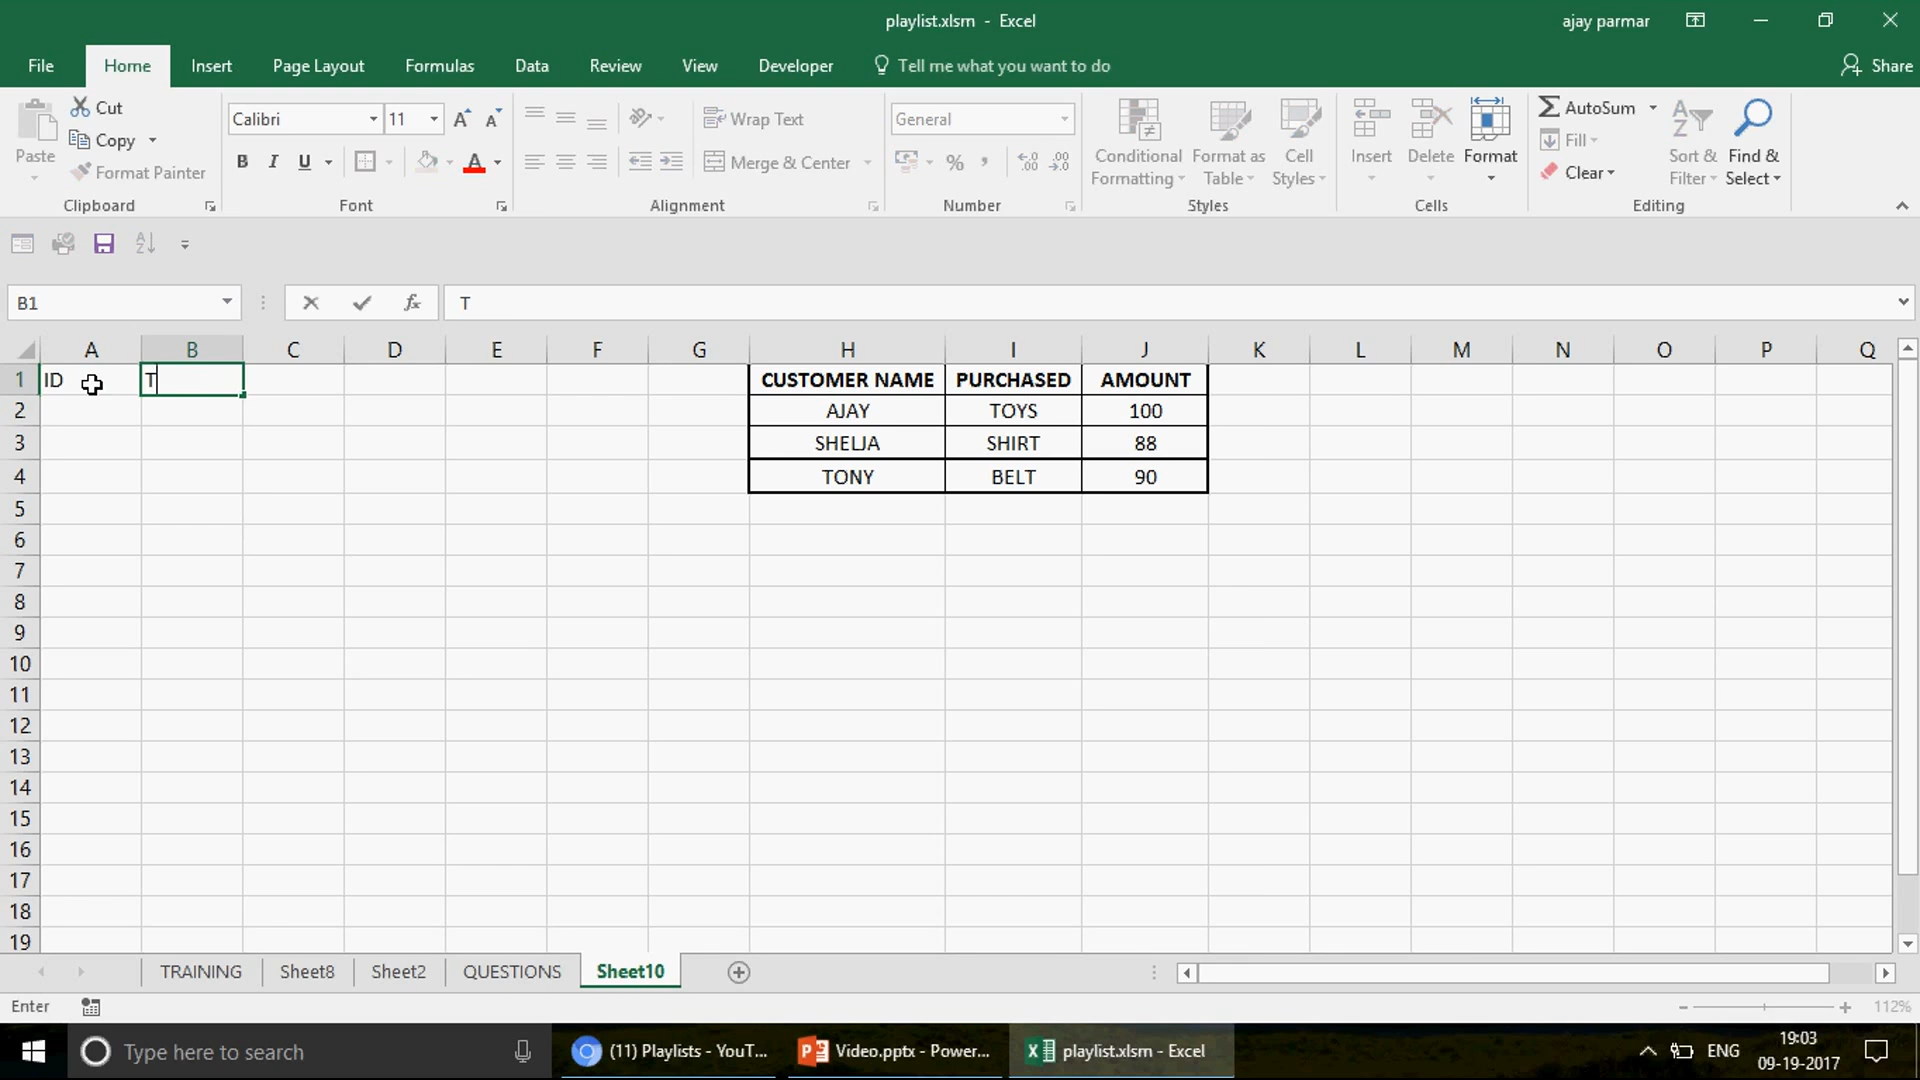 playlist.xlsm - Excel
ajay parmar
File Home Insert Page Layout Formulas Data Review View Developer Tell me what you want to do Share
Paste
Cut
Copy
Format Painter
Clipboard
Calibri 11
B I U A
Font
Wrap Text
Merge & Center
Alignment
General
% ,
Number
Conditional Formatting
Format as Table
Cell Styles
Styles
Insert Delete Format
Cells
AutoSum
Fill
Clear
Sort & Filter
Find & Select
Editing
B1 fx T
A B C D E F G H I J K L M N O P Q
1 ID T CUSTOMER NAME PURCHASED AMOUNT
2 AJAY TOYS 100
3 SHELJA SHIRT 88
4 TONY BELT 90
5
6
7
8
9
10
11
12
13
14
15
16
17
18
19
TRAINING Sheet8 Sheet2 QUESTIONS Sheet10
Enter 112%
Type here to search
(11) Playlists - YouT...
Video.pptx - Power...
playlist.xlsm - Excel
ENG
19:03
09-19-2017